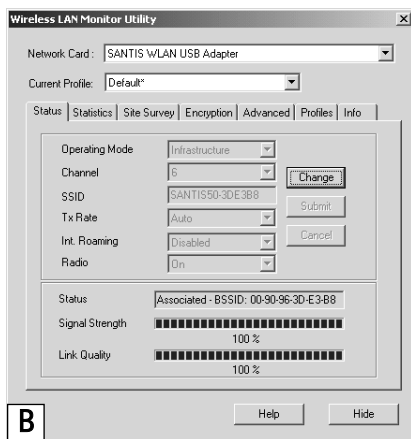 Wireless LAN Monitor Utility
Network Card: SANTIS WLAN USB Adapter
Current Profile: Default*
Status Statistics Site Survey Encryption Advanced Profiles Info
Operating Mode Infrastructure
Channel 6 Change
SSID SANTIS50-3DE3B8
Submit
Tx Rate Auto
Int. Roaming Disabled Cancel
Radio On
Status Associated - BSSID: 00-90-96-3D-E3-B8
Signal Strength
100 %
Link Quality
100 %
B Help Hide